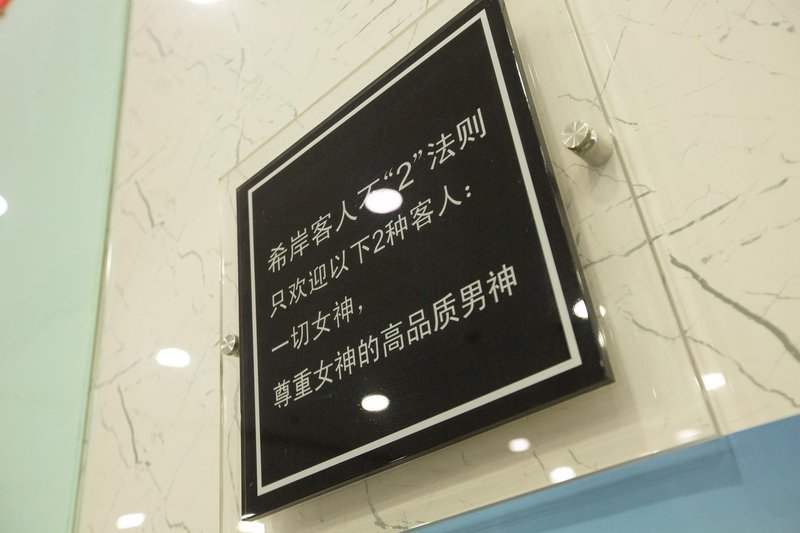 希岸客人不“2”法则
只欢迎以下2种客人：
一切女神，
尊重女神的高品质男神